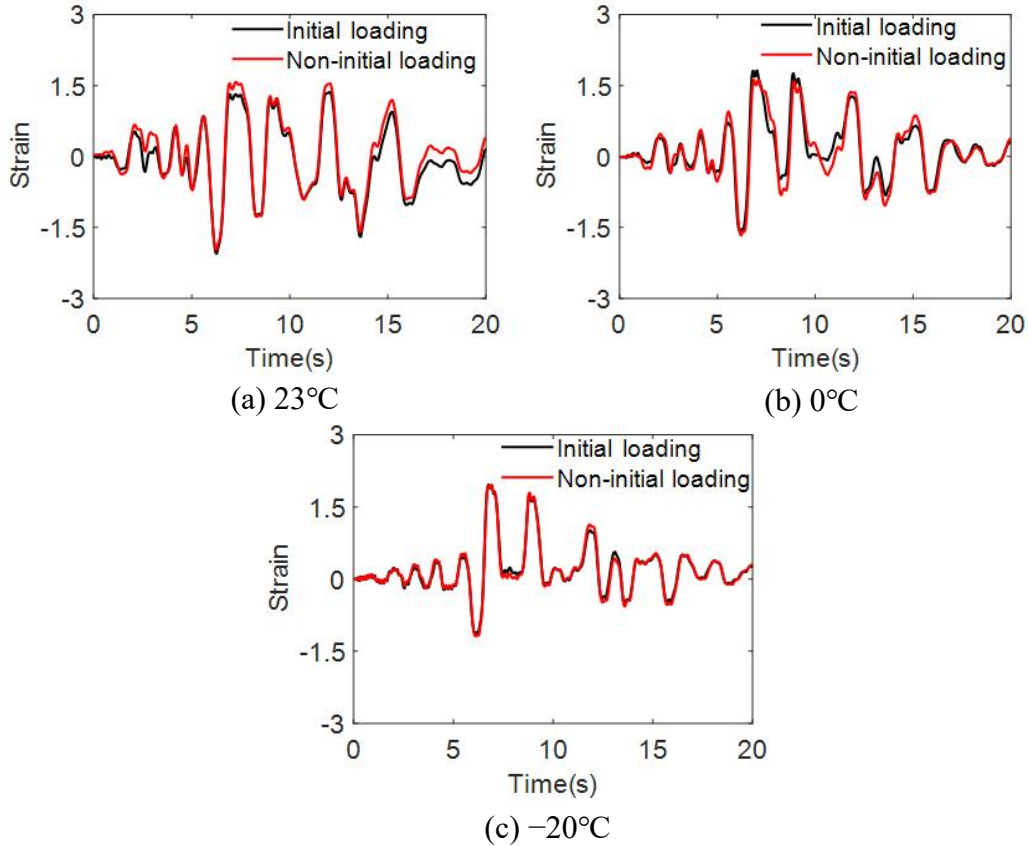 3
Initial loading
Non-initial loading
1.5
0
-1.5
-3
Strain
0 5 10 15 20
Time(s)
(a) 23℃
3
Initial loading
Non-initial loading
1.5
0
-1.5
-3
Strain
0 5 10 15 20
Time(s)
(b) 0℃
3
Initial loading
Non-initial loading
1.5
0
-1.5
-3
Strain
0 5 10 15 20
Time(s)
(c) −20℃